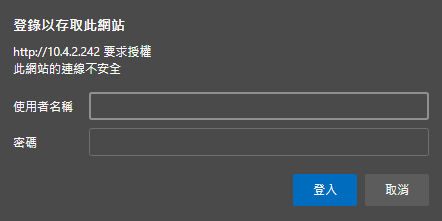 登錄以存取此網站
http://10.4.2.242 要求授權
此網站的連線不安全
使用者名稱
密碼
登入 取消